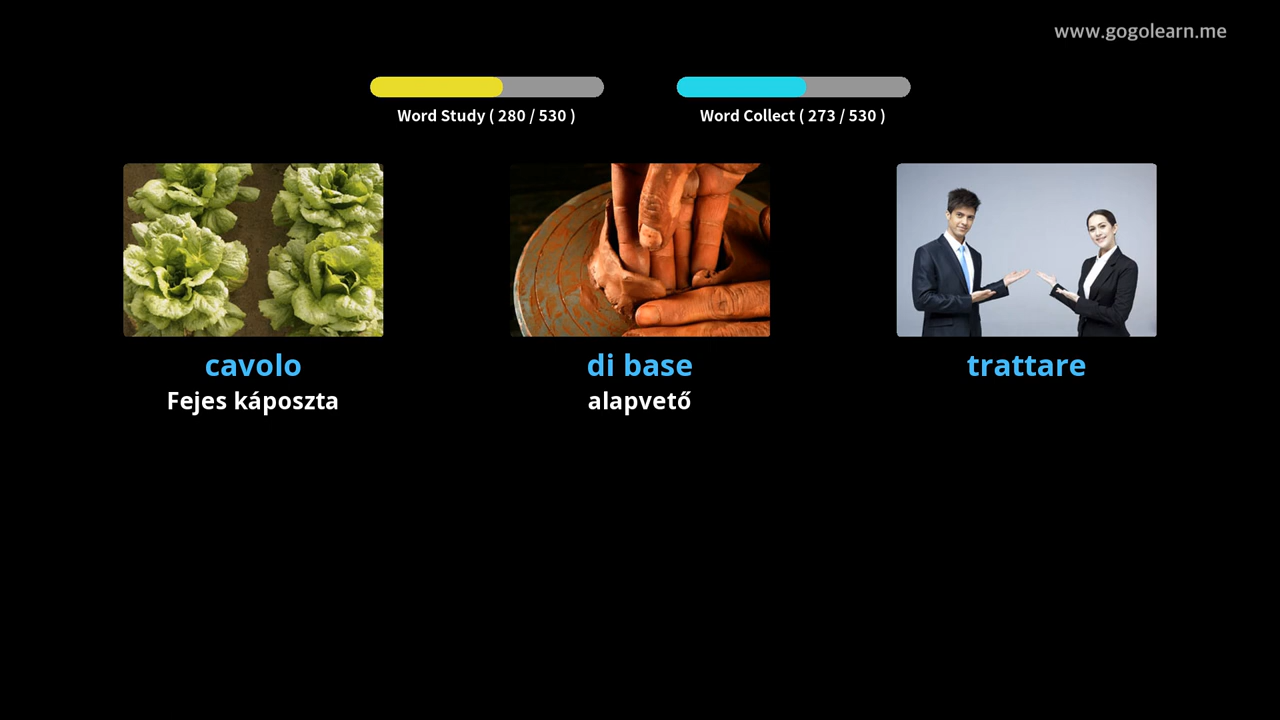 www.gogolearn.me
Word Study ( 280 / 530 )
Word Collect ( 273 / 530 )
cavolo
Fejes káposzta
di base
alapvető
trattare